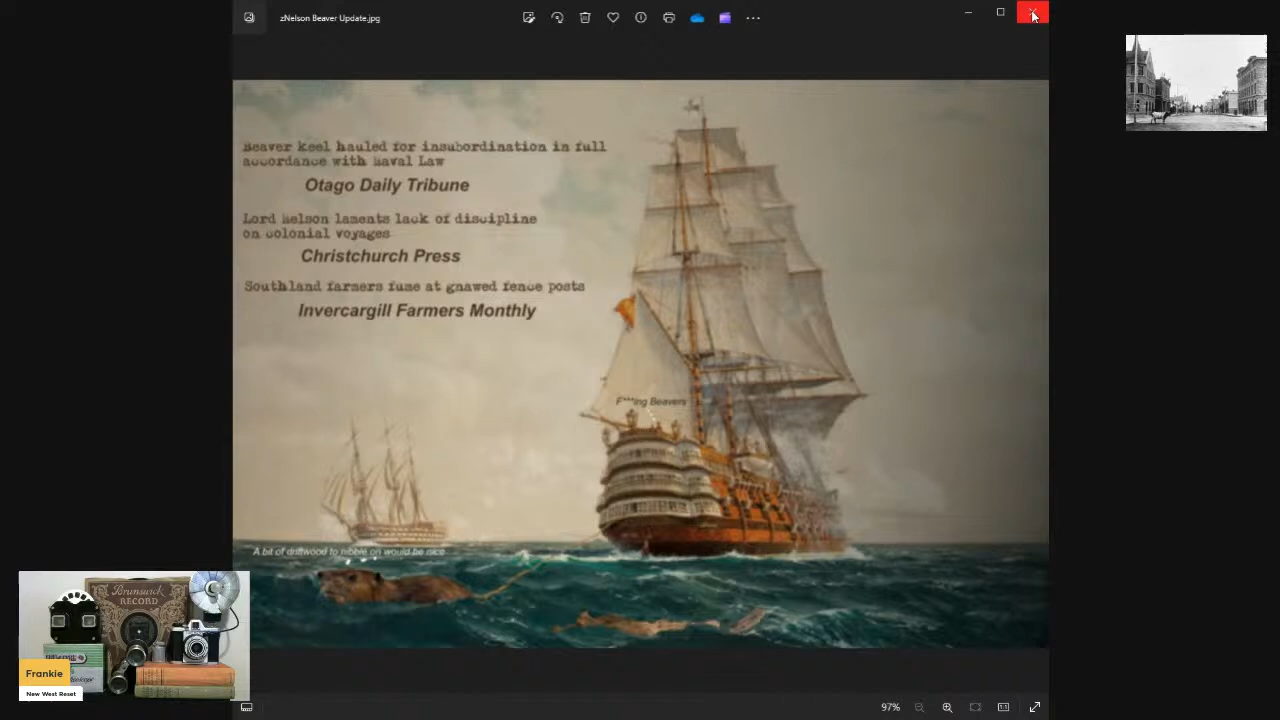 zNelson Beaver Update.jpg
Beaver keel hauled for insubordination in full
accordance with Naval Law
Otago Daily Tribune
Lord Nelson laments lack of discipline
on colonial voyages
Christchurch Press
Southland farmers fume at gnawed fence posts
Invercargill Farmers Monthly
F***ing Beavers
A bit of driftwood to nibble on would be nice
Brunswick
RECORD
Frankie
New West Reset
97%